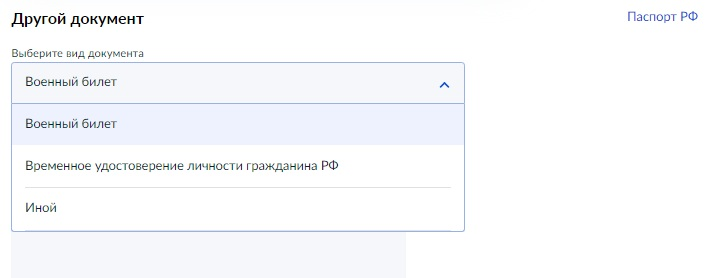 Другой документ
Паспорт РФ
Выберите вид документа
Военный билет
Военный билет
Временное удостоверение личности гражданина РФ
Иной